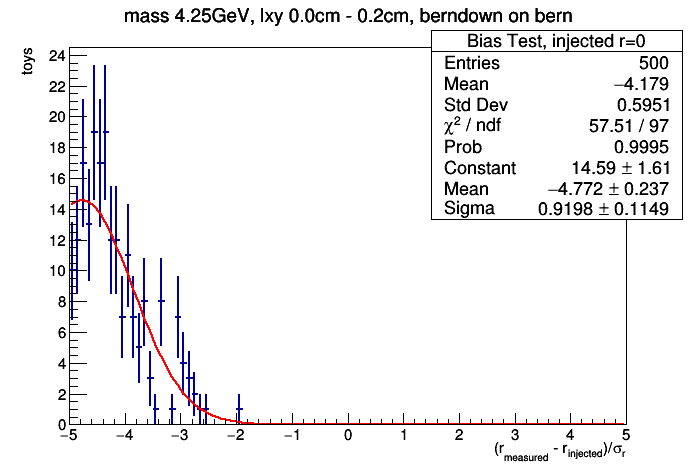 mass 4.25GeV, lxy 0.0cm - 0.2cm, berndown on bern
toys
Bias Test, injected r=0
Entries 500
Mean −4.179
Std Dev 0.5951
χ² / ndf 57.51 / 97
Prob 0.9995
Constant 14.59 ± 1.61
Mean −4.772 ± 0.237
Sigma 0.9198 ± 0.1149
24
22
20
18
16
14
12
10
8
6
4
2
0
−5 −4 −3 −2 −1 0 1 2 3 4 5
(r_measured - r_injected)/σ_r